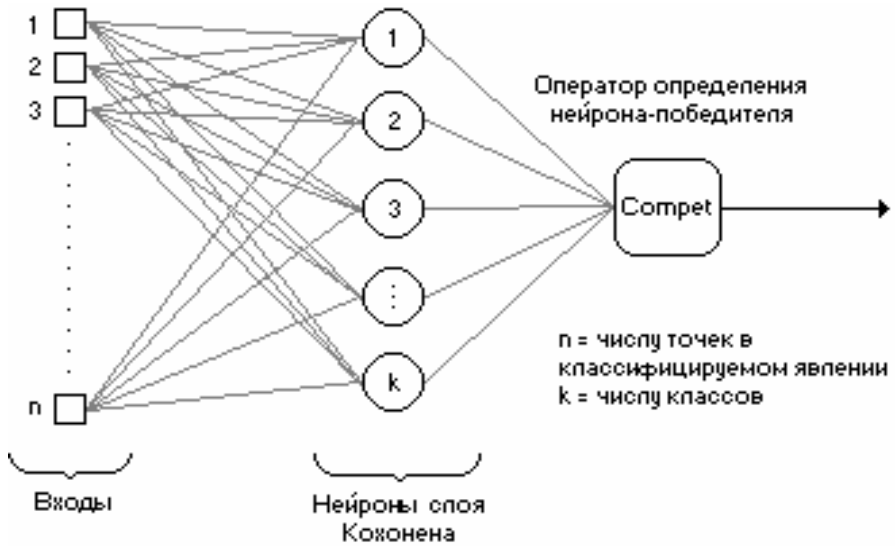 1
2
3
n
1
2
3
k
Оператор определения
нейрона-победителя
Compet
n = числу точек в
классифицируемом явлении
k = числу классов
Входы
Нейроны слоя
Кохонена